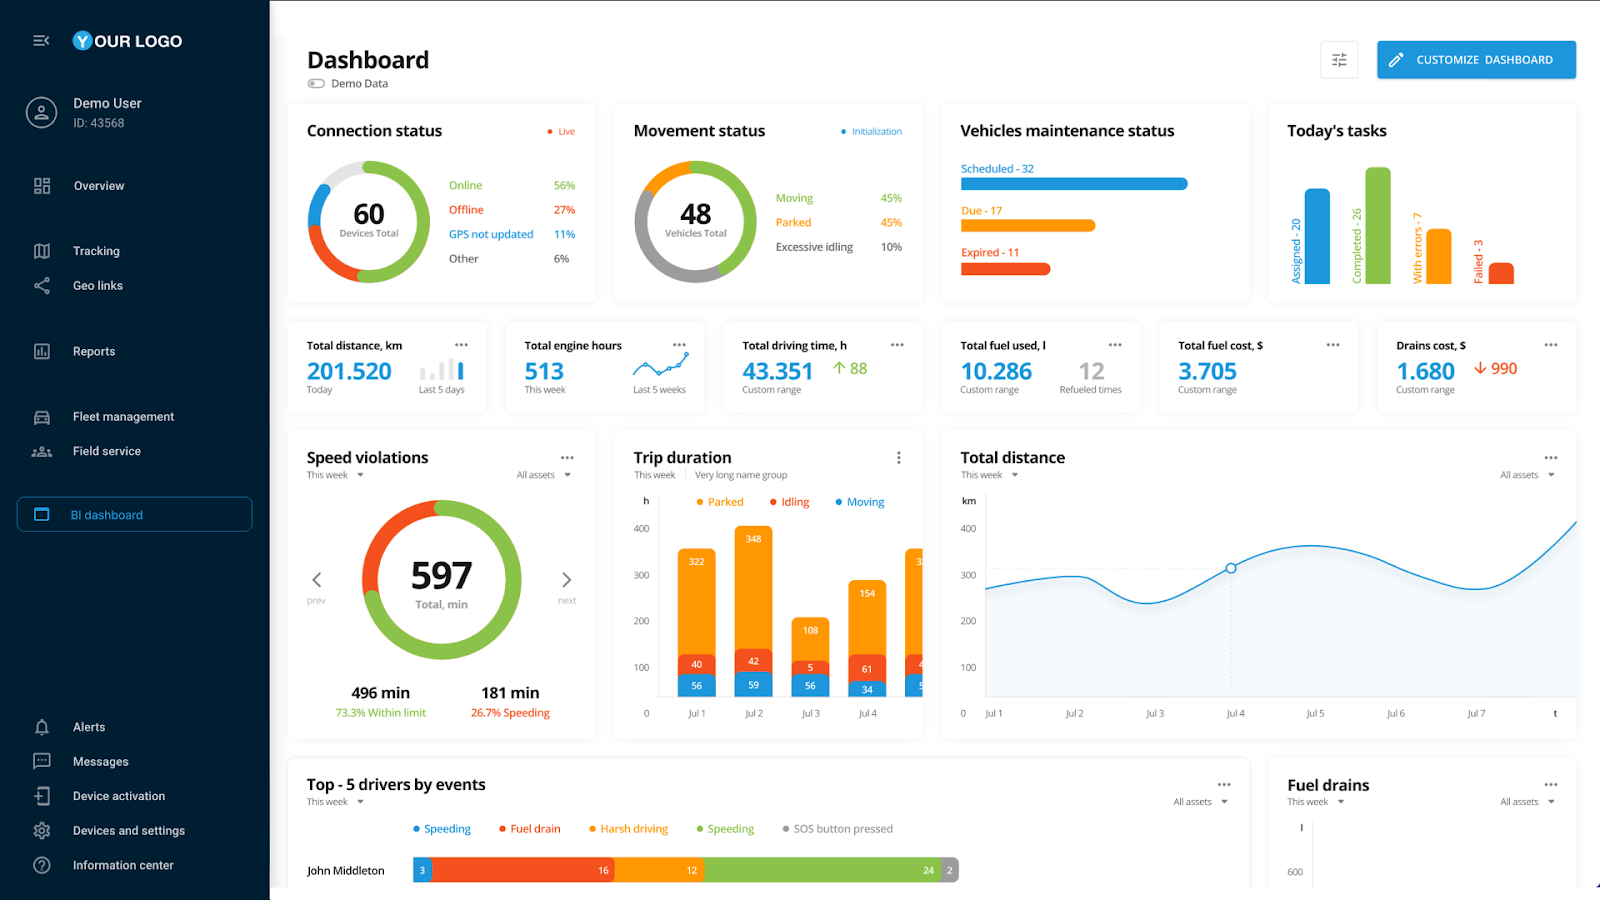 YOUR LOGO
Demo User
ID: 43568
Overview
Tracking
Geo links
Reports
Fleet management
Field service
BI dashboard
Alerts
Messages
Device activation
Devices and settings
Information center
Dashboard
Demo Data
CUSTOMIZE DASHBOARD
Connection status
Live
60
Devices Total
Online 56%
Offline 27%
GPS not updated 11%
Other 6%
Movement status
Initialization
48
Vehicles Total
Moving 45%
Parked 45%
Excessive idling 10%
Vehicles maintenance status
Scheduled - 32
Due - 17
Expired - 11
Today's tasks
Assigned - 20
Completed - 26
With errors - 7
Failed - 3
Total distance, km
201.520
Today
Last 5 days
Total engine hours
513
This week
Last 5 weeks
Total driving time, h
43.351 88
Custom range
Total fuel used, l
10.286 12
Custom range Refueled times
Total fuel cost, $
3.705
Custom range
Drains cost, $
1.680 990
Custom range
Speed violations
This week All assets
597
Total, min
prev next
496 min 181 min
73.3% Within limit 26.7% Speeding
Trip duration
This week Very long name group
h Parked Idling Moving
400
300
200
100
0
322
40
56
348
42
59
108
5
56
154
61
34
Jul 1 Jul 2 Jul 3 Jul 4
Total distance
This week All assets
km
400
300
200
100
0 Jul 1 Jul 2 Jul 3 Jul 4 Jul 5 Jul 6 Jul 7 t
Top - 5 drivers by events
This week All assets
Speeding Fuel drain Harsh driving Speeding SOS button pressed
John Middleton 3 16 12 24 2
Fuel drains
This week All assets
l
600